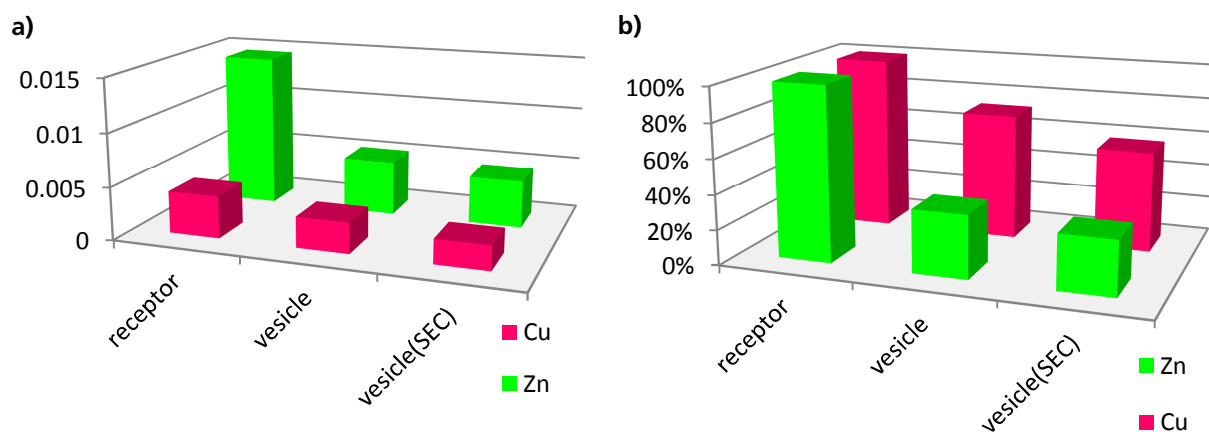 a)
0.015
0.01
0.005
0
receptor
vesicle
vesicle(SEC)
Cu
Zn
b)
100%
80%
60%
40%
20%
0%
receptor
vesicle
vesicle(SEC)
Zn
Cu